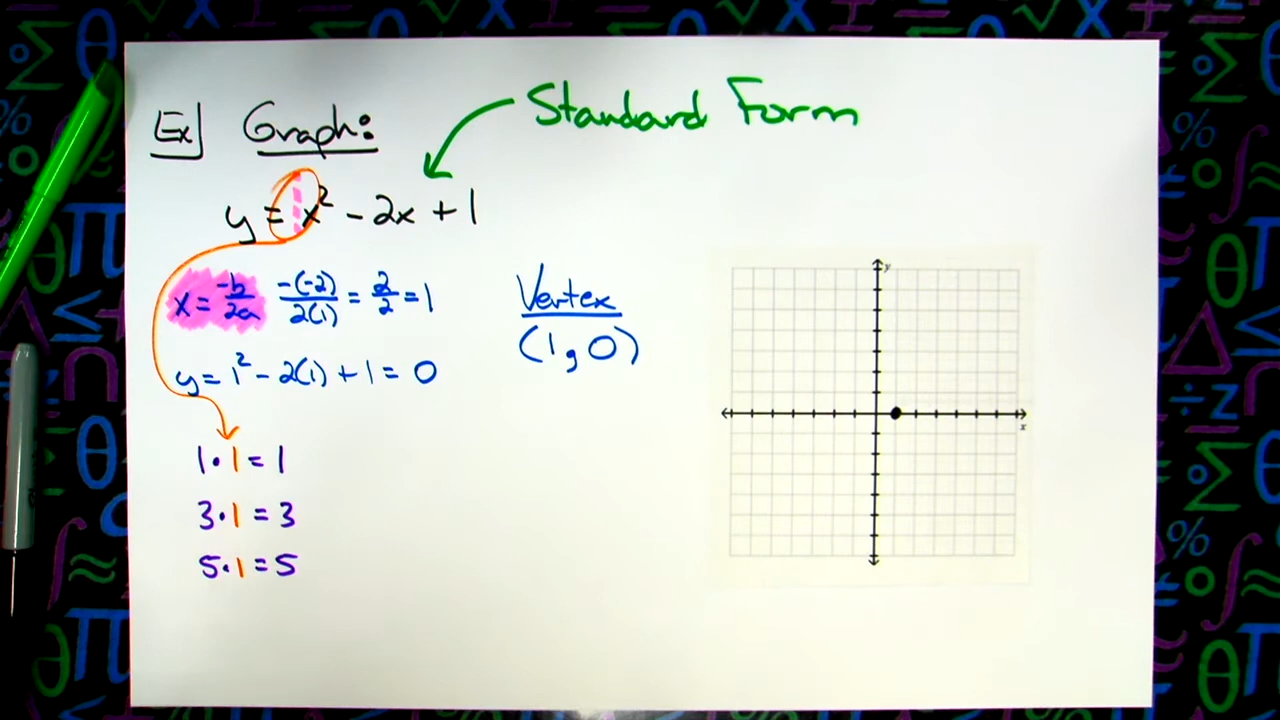 Ex] Graph:
Standard Form
y = x² - 2x + 1
x = -b/2a -(-2)/2(1) = 2/2 = 1
Vertex
(1, 0)
y = 1² - 2(1) + 1 = 0
1·1 = 1
3·1 = 3
5·1 = 5
y
x